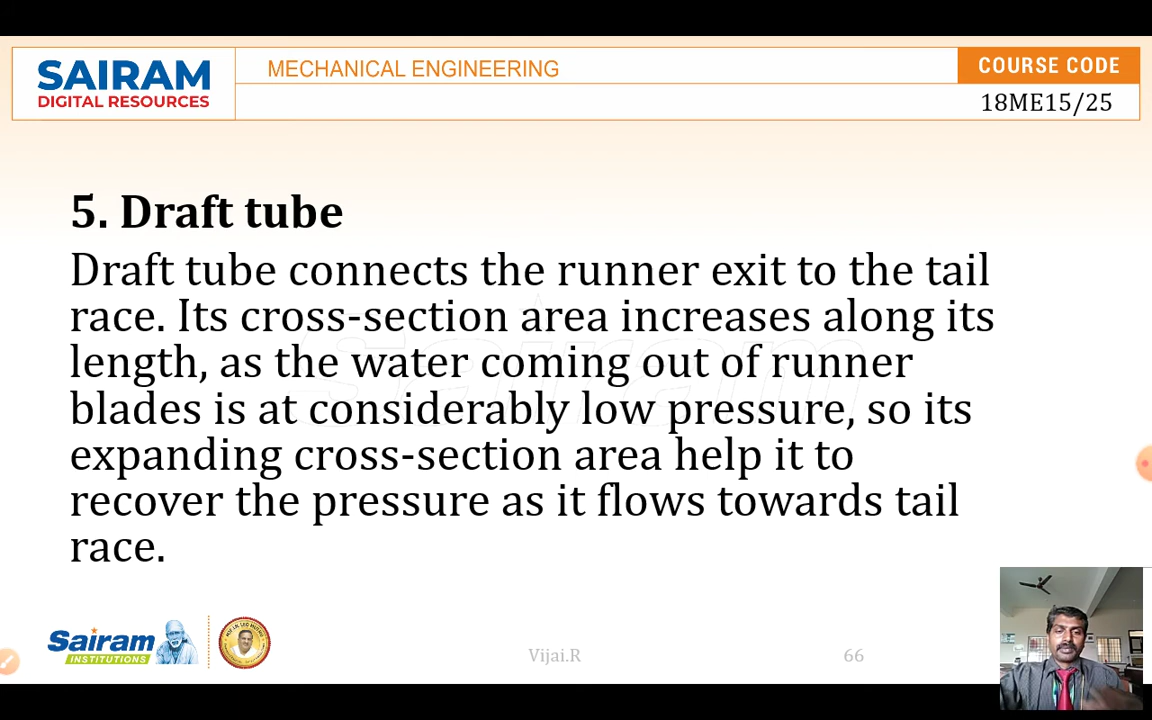 SAIRAM
DIGITAL RESOURCES
MECHANICAL ENGINEERING
COURSE CODE
18ME15/25
5. Draft tube
Draft tube connects the runner exit to the tail
race. Its cross-section area increases along its
length, as the water coming out of runner
blades is at considerably low pressure, so its
expanding cross-section area help it to
recover the pressure as it flows towards tail
race.
Sairam
Sairam
INSTITUTIONS
Vijai.R
66